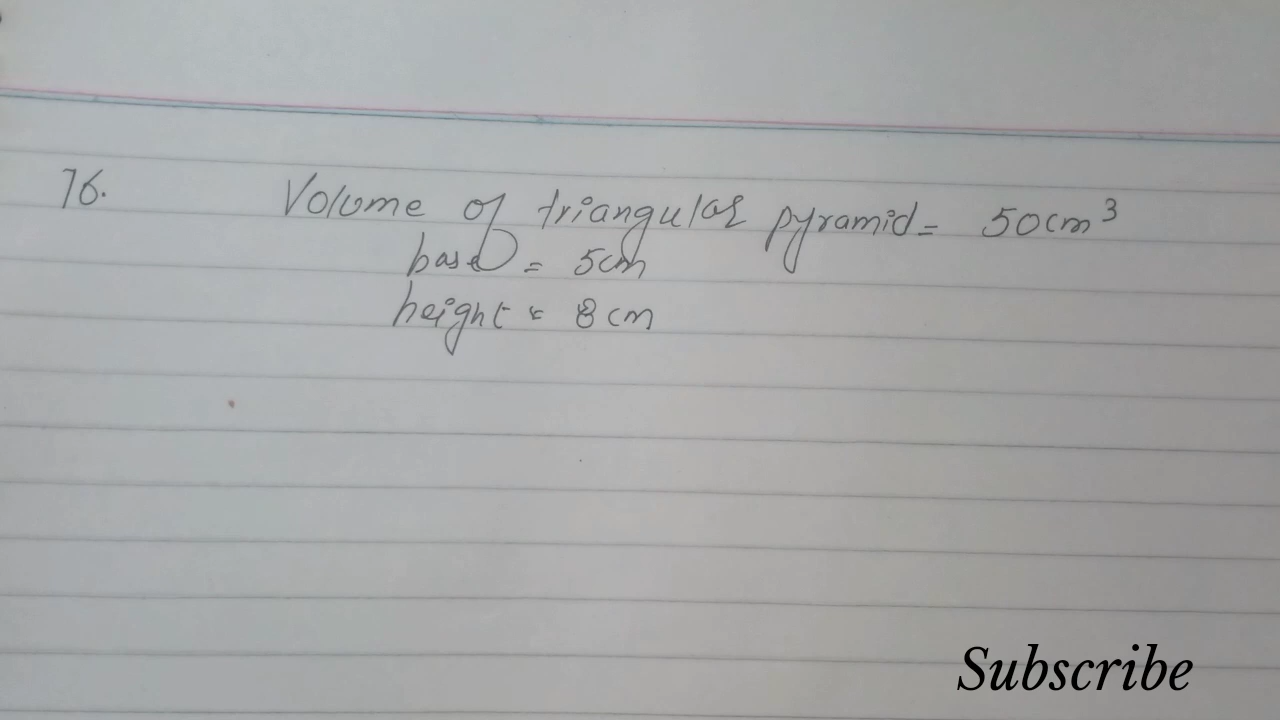 76. Volume of triangular pyramid = 50cm³
base = 5cm
height = 8cm
Subscribe